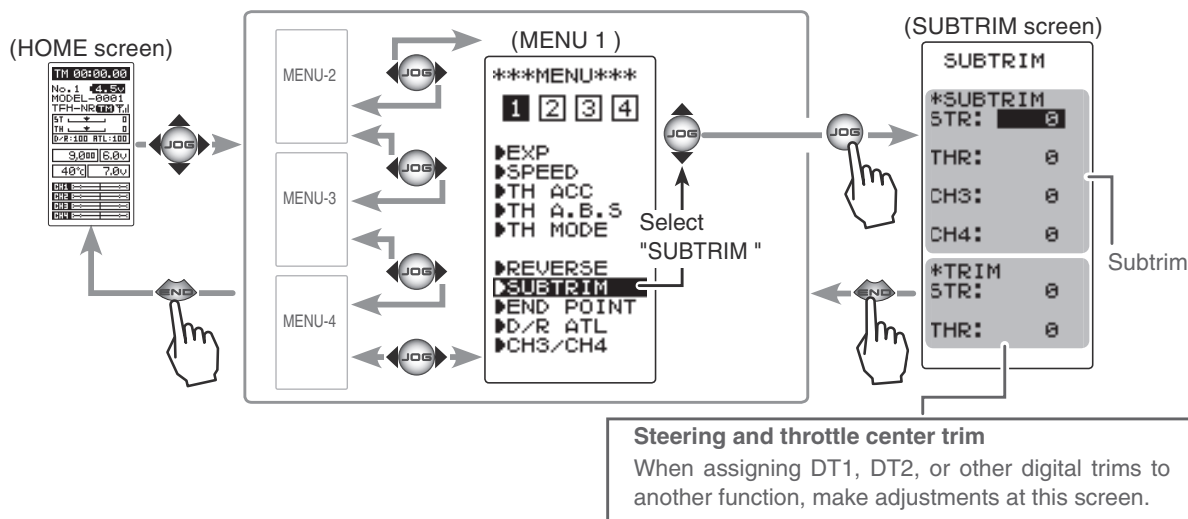 (HOME screen)
TM 00:00.00
No.1 4.5v
MODEL-0001
TFH-NR TM
ST 0
TH 0
D/R:100 ATL:100
6.0v
40°c 7.0v
CH1
CH2
CH3
CH4
JOG
END
MENU-2
MENU-3
MENU-4
JOG
JOG
JOG
JOG
(MENU 1 )
***MENU***
1 2 3 4
EXP
SPEED
TH ACC
TH A.B.S
TH MODE
REVERSE
SUBTRIM
END POINT
D/R ATL
CH3/CH4
JOG
Select
"SUBTRIM "
JOG
END
(SUBTRIM screen)
SUBTRIM
*SUBTRIM
STR: 0
THR: 0
CH3: 0
CH4: 0
*TRIM
STR: 0
THR: 0
Subtrim
Steering and throttle center trim
When assigning DT1, DT2, or other digital trims to
another function, make adjustments at this screen.